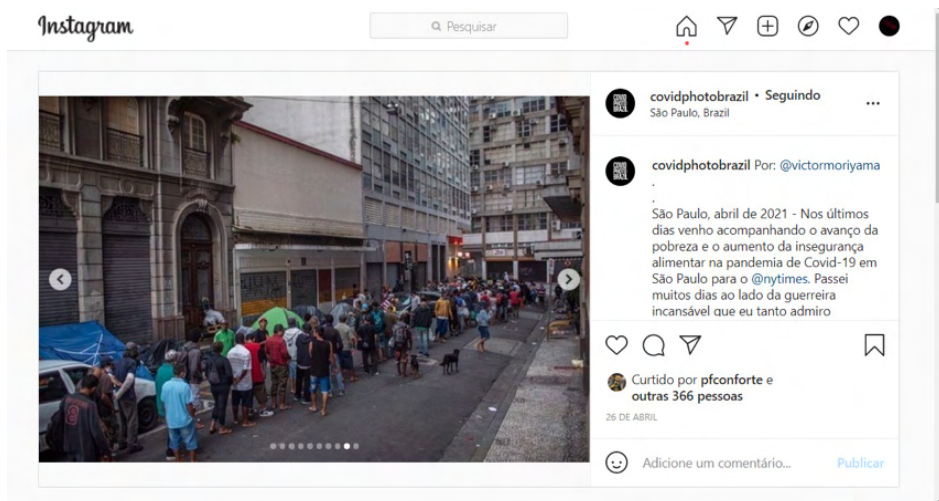 Instagram
Pesquisar
covidphotobrazil • Seguindo
São Paulo, Brazil
covidphotobrazil Por: @victormoriyama
.
.
São Paulo, abril de 2021 - Nos últimos
dias venho acompanhando o avanço da
pobreza e o aumento da insegurança
alimentar na pandemia de Covid-19 em
São Paulo para o @nytimes. Passei
muitos dias ao lado da guerreira
incansável que eu tanto admiro
Curtido por pfconforte e
outras 366 pessoas
26 DE ABRIL
Adicione um comentário... Publicar